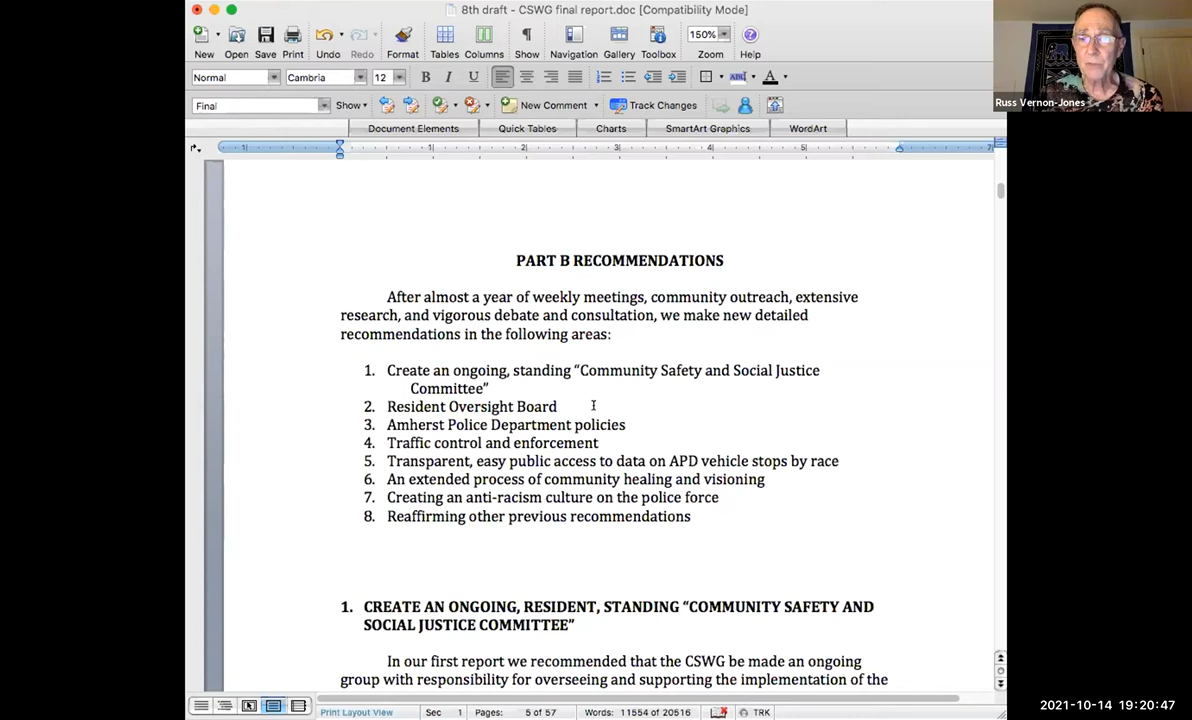 8th draft - CSWG final report.doc [Compatibility Mode]
150%
New Open Save Print Undo Redo Format Tables Columns Show Navigation Gallery Toolbox Zoom Help
Normal Cambria 12 B I U A
Final Show New Comment Track Changes
Document Elements Quick Tables Charts SmartArt Graphics WordArt
Russ Vernon-Jones
PART B RECOMMENDATIONS
After almost a year of weekly meetings, community outreach, extensive
research, and vigorous debate and consultation, we make new detailed
recommendations in the following areas:
1. Create an ongoing, standing “Community Safety and Social Justice
Committee”
2. Resident Oversight Board
3. Amherst Police Department policies
4. Traffic control and enforcement
5. Transparent, easy public access to data on APD vehicle stops by race
6. An extended process of community healing and visioning
7. Creating an anti-racism culture on the police force
8. Reaffirming other previous recommendations
1. CREATE AN ONGOING, RESIDENT, STANDING “COMMUNITY SAFETY AND
SOCIAL JUSTICE COMMITTEE”
In our first report we recommended that the CSWG be made an ongoing
group with responsibility for overseeing and supporting the implementation of the
Print Layout View Sec 1 Pages: 5 of 57 Words: 11554 of 20516 TRK
2021-10-14 19:20:47